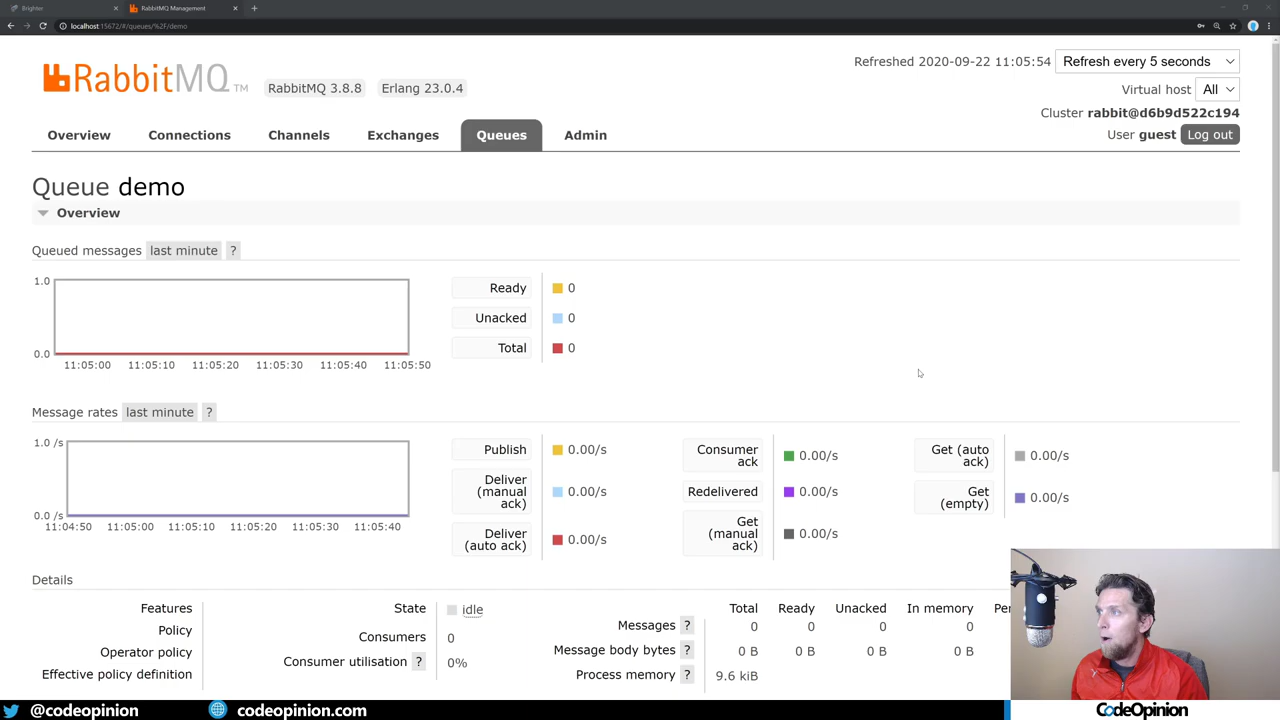 Brighter
RabbitMQ Management
localhost:15672/#/queues/%2F/demo
RabbitMQ TM
RabbitMQ 3.8.8
Erlang 23.0.4
Refreshed 2020-09-22 11:05:54
Refresh every 5 seconds
Virtual host All
Cluster rabbit@d6b9d522c194
User guest Log out
Overview Connections Channels Exchanges Queues Admin
Queue demo
Overview
Queued messages last minute ?
1.0
0.0
11:05:00 11:05:10 11:05:20 11:05:30 11:05:40 11:05:50
Ready 0
Unacked 0
Total 0
Message rates last minute ?
1.0 /s
0.0 /s
11:04:50 11:05:00 11:05:10 11:05:20 11:05:30 11:05:40
Publish 0.00/s
Deliver (manual ack) 0.00/s
Deliver (auto ack) 0.00/s
Consumer ack 0.00/s
Redelivered 0.00/s
Get (manual ack) 0.00/s
Get (auto ack) 0.00/s
Get (empty) 0.00/s
Details
Features
Policy
Operator policy
Effective policy definition
State idle
Consumers 0
Consumer utilisation ? 0%
Total Ready Unacked In memory
Messages ? 0 0 0 0
Message body bytes ? 0 B 0 B 0 B 0 B
Process memory ? 9.6 kiB
@codeopinion
codeopinion.com
CodeOpinion